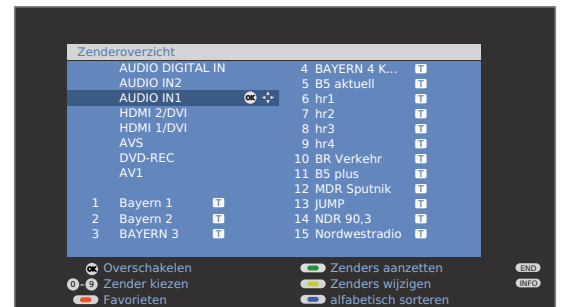 Zenderoverzicht
AUDIO DIGITAL IN
AUDIO IN2
AUDIO IN1 OK
HDMI 2/DVI
HDMI 1/DVI
AVS
DVD-REC
AV1
1 Bayern 1 T
2 Bayern 2 T
3 BAYERN 3 T
4 BAYERN 4 K... T
5 B5 aktuell T
6 hr1 T
7 hr2 T
8 hr3 T
9 hr4 T
10 BR Verkehr T
11 B5 plus T
12 MDR Sputnik T
13 JUMP T
14 NDR 90,3 T
15 Nordwestradio T
OK Overschakelen
0-9 Zender kiezen
Favorieten
Zenders aanzetten
Zenders wijzigen
alfabetisch sorteren
END
INFO